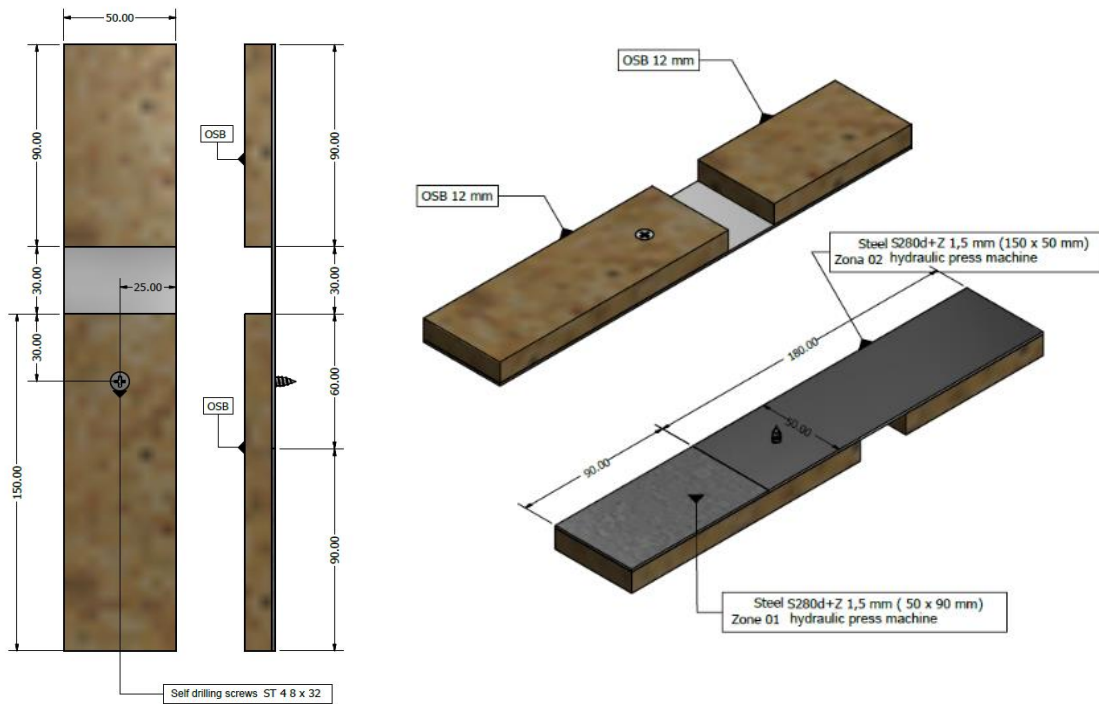 50.00
90.00
30.00
25.00
30.00
150.00
OSB
OSB
90.00
30.00
60.00
90.00
Self drilling screws ST 4 8 x 32
OSB 12 mm
OSB 12 mm
Steel S280d+Z 1,5 mm (150 x 50 mm)
Zona 02 hydraulic press machine
180.00
50.00
90.00
Steel S280d+Z 1,5 mm ( 50 x 90 mm)
Zone 01 hydraulic press machine